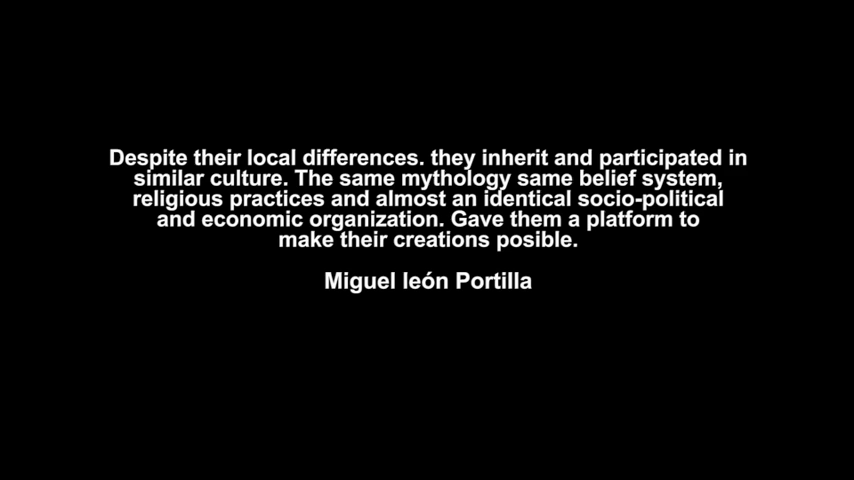 Despite their local differences. they inherit and participated in
similar culture. The same mythology same belief system,
religious practices and almost an identical socio-political
and economic organization. Gave them a platform to
make their creations posible.
Miguel león Portilla